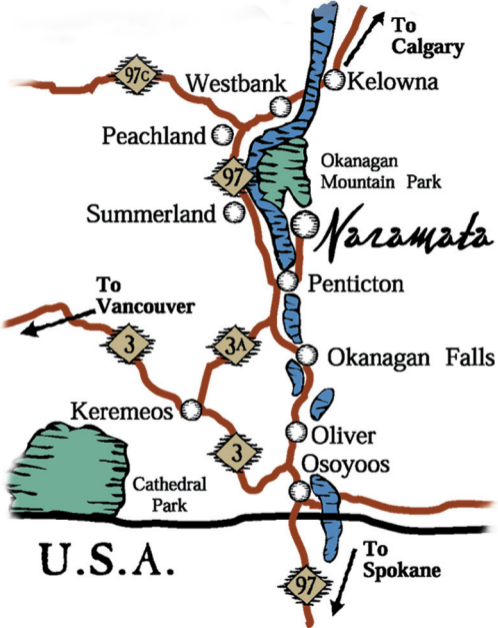 To
Calgary
97C
Westbank
Kelowna
Peachland
Okanagan
Mountain Park
97
Summerland
Naramata
To
Vancouver
Penticton
3
3A
Okanagan Falls
Keremeos
3
Oliver
Osoyoos
Cathedral
Park
U.S.A.
To
Spokane
97